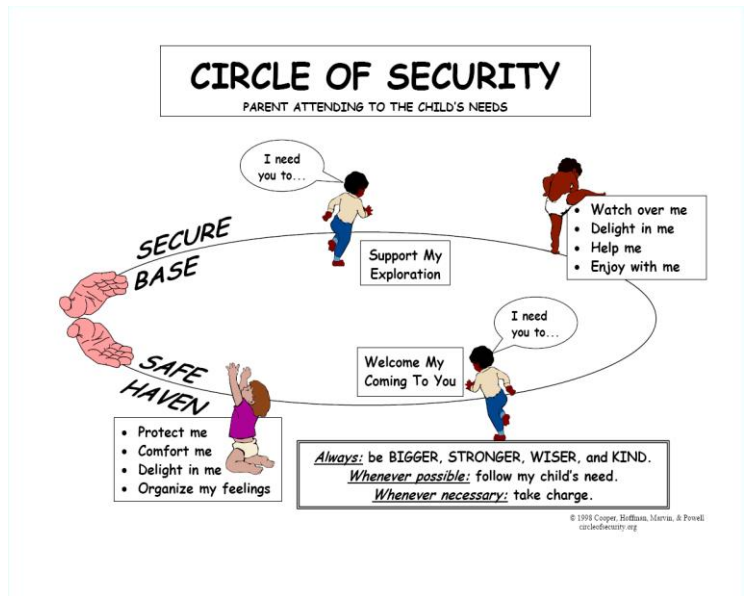 CIRCLE OF SECURITY
PARENT ATTENDING TO THE CHILD'S NEEDS
I need
you to...
SECURE
BASE
Support My
Exploration
• Watch over me
• Delight in me
• Help me
• Enjoy with me
I need
you to...
Welcome My
Coming To You
SAFE
HAVEN
• Protect me
• Comfort me
• Delight in me
• Organize my feelings
Always: be BIGGER, STRONGER, WISER, and KIND.
Whenever possible: follow my child's need.
Whenever necessary: take charge.
© 1998 Cooper, Hoffman, Marvin, & Powell
circleofsecurity.org